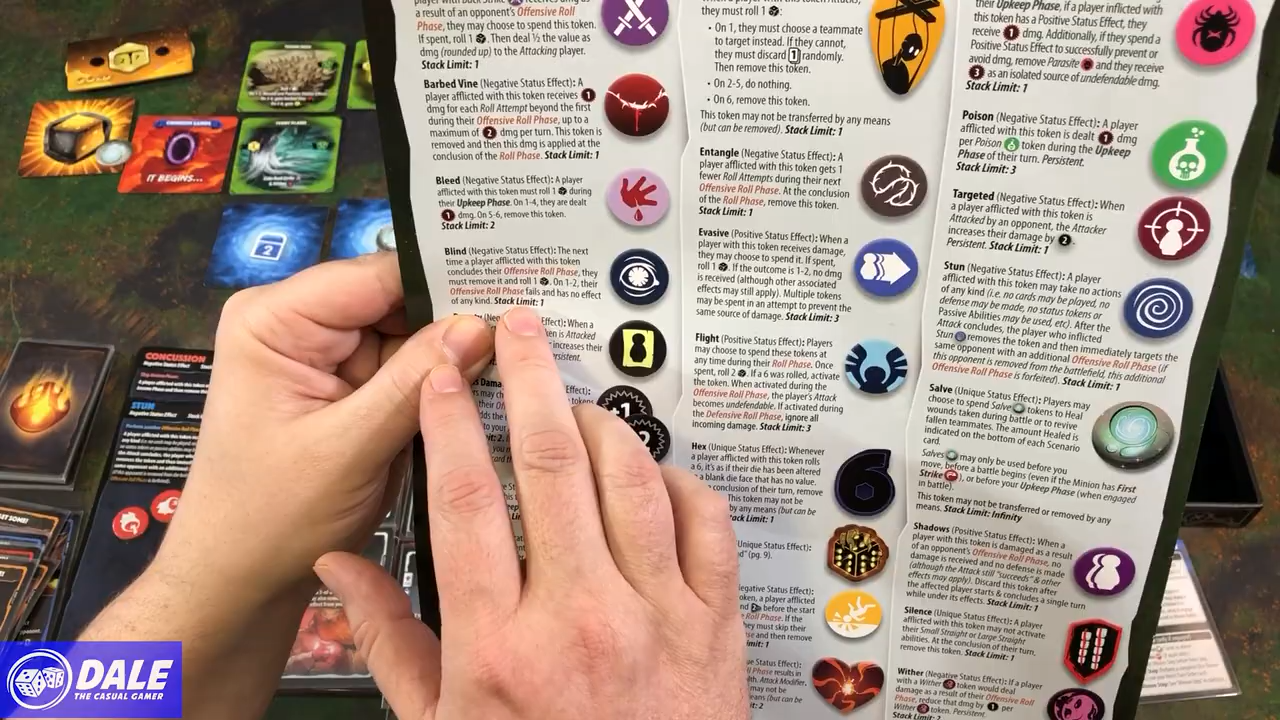 a result of an opponent's Offensive Roll
Phase, they may choose to spend this token.
If spent, roll 1 . Then deal ½ the value as
dmg (rounded up) to the Attacking player.
Stack Limit: 1
Barbed Vine (Negative Status Effect): A
player afflicted with this token receives 1
dmg for each Roll Attempt beyond the first
during their Offensive Roll Phase, up to a
maximum of 2 dmg per turn. This token is
removed and then this dmg is applied at the
conclusion of the Roll Phase. Stack Limit: 1
Bleed (Negative Status Effect): A player
afflicted with this token must roll 1 during
their Upkeep Phase. On 1-4, they are dealt
1 dmg. On 5-6, remove this token.
Stack Limit: 2
Blind (Negative Status Effect): The next
time a player afflicted with this token
concludes their Offensive Roll Phase, they
must remove it and roll 1 . On 1-2, their
Offensive Roll Phase fails and has no effect
of any kind. Stack Limit: 1
they must roll 1 :
• On 1, they must choose a teammate
to target instead. If they cannot,
they must discard 1 randomly.
Then remove this token.
• On 2-5, do nothing.
• On 6, remove this token.
This token may not be transferred by any means
(but can be removed). Stack Limit: 1
Entangle (Negative Status Effect): A
player afflicted with this token gets 1
fewer Roll Attempts during their next
Offensive Roll Phase. At the conclusion
of the Roll Phase, remove this token.
Stack Limit: 1
Evasive (Positive Status Effect): When a
player with this token receives damage,
they may choose to spend it. If spent,
roll 1 . If the outcome is 1-2, no dmg
is received (although other associated
effects may still apply). Multiple tokens
may be spent in an attempt to prevent the
same source of damage. Stack Limit: 3
Flight (Positive Status Effect): Players
may choose to spend these tokens at
any time during their Roll Phase. Once
spent, roll 2 . If a 6 was rolled, activate
the token. When activated during the
Offensive Roll Phase, the player's Attack
becomes undefendable. If activated during
the Defensive Roll Phase, ignore all
incoming damage. Stack Limit: 3
Hex (Unique Status Effect): Whenever
a player afflicted with this token rolls
a 6, it's as if their die has been altered
a blank die face that has no value.
conclusion of their turn, remove
This token may not be
by any means (but can be
Stack Limit: 1
Unique Status Effect):
(pg. 9).
Upkeep Phase, if a player inflicted
with this token has a Positive Status Effect, they
receive 1 dmg. Additionally, if they spend a
Positive Status Effect to successfully prevent or
avoid dmg, remove Parasite and they receive
3 as an isolated source of undefendable dmg.
Stack Limit: 1
Poison (Negative Status Effect): A player
afflicted with this token is dealt 1 dmg
per Poison token during the Upkeep
Phase of their turn. Persistent.
Stack Limit: 3
Targeted (Negative Status Effect): When
a player afflicted with this token is
Attacked by an opponent, the Attacker
increases their damage by 2 .
Persistent. Stack Limit: 1
Stun (Negative Status Effect): A player
afflicted with this token may take no actions
of any kind (i.e. no cards may be played, no
defense may be made, no status tokens or
Passive Abilities may be used, etc). After the
Attack concludes, the player who inflicted
Stun removes the token and then immediately targets the
same opponent with an additional Offensive Roll Phase (if
this opponent is removed from the battlefield, this additional
Offensive Roll Phase is forfeited). Stack Limit: 1
Salve (Unique Status Effect): Players may
choose to spend Salve tokens to Heal
wounds taken during battle or to revive
fallen teammates. The amount Healed is
indicated on the bottom of each Scenario
card.
Salves may only be used before you
move, before a battle begins (even if the Minion has First
Strike ), or before your Upkeep Phase (when engaged
in battle).
This token may not be transferred or removed by any
means. Stack Limit: Infinity
Shadows (Positive Status Effect): When a
player with this token is damaged as a result
of an opponent's Offensive Roll Phase, no
damage is received and no defense is made
(although the Attack still "succeeds" & other
effects may apply). Discard this token after
the affected player starts & concludes a single turn
while under its effects. Stack Limit: 1
Silence (Unique Status Effect): A player
afflicted with this token may not activate
their Small Straight or Large Straight
abilities. At the conclusion of their turn,
Stack Limit: 1
Wither (Negative Status Effect): If a player
with a Wither token would deal
damage as a result of their Offensive Roll
Phase, reduce that dmg by 1 per
Wither token. Persistent.
Stack Limit: 2
IT BEGINS...
2
CONCUSSION
Negative Status Effect
STUN
Negative Status Effect
DALE
THE CASUAL GAMER